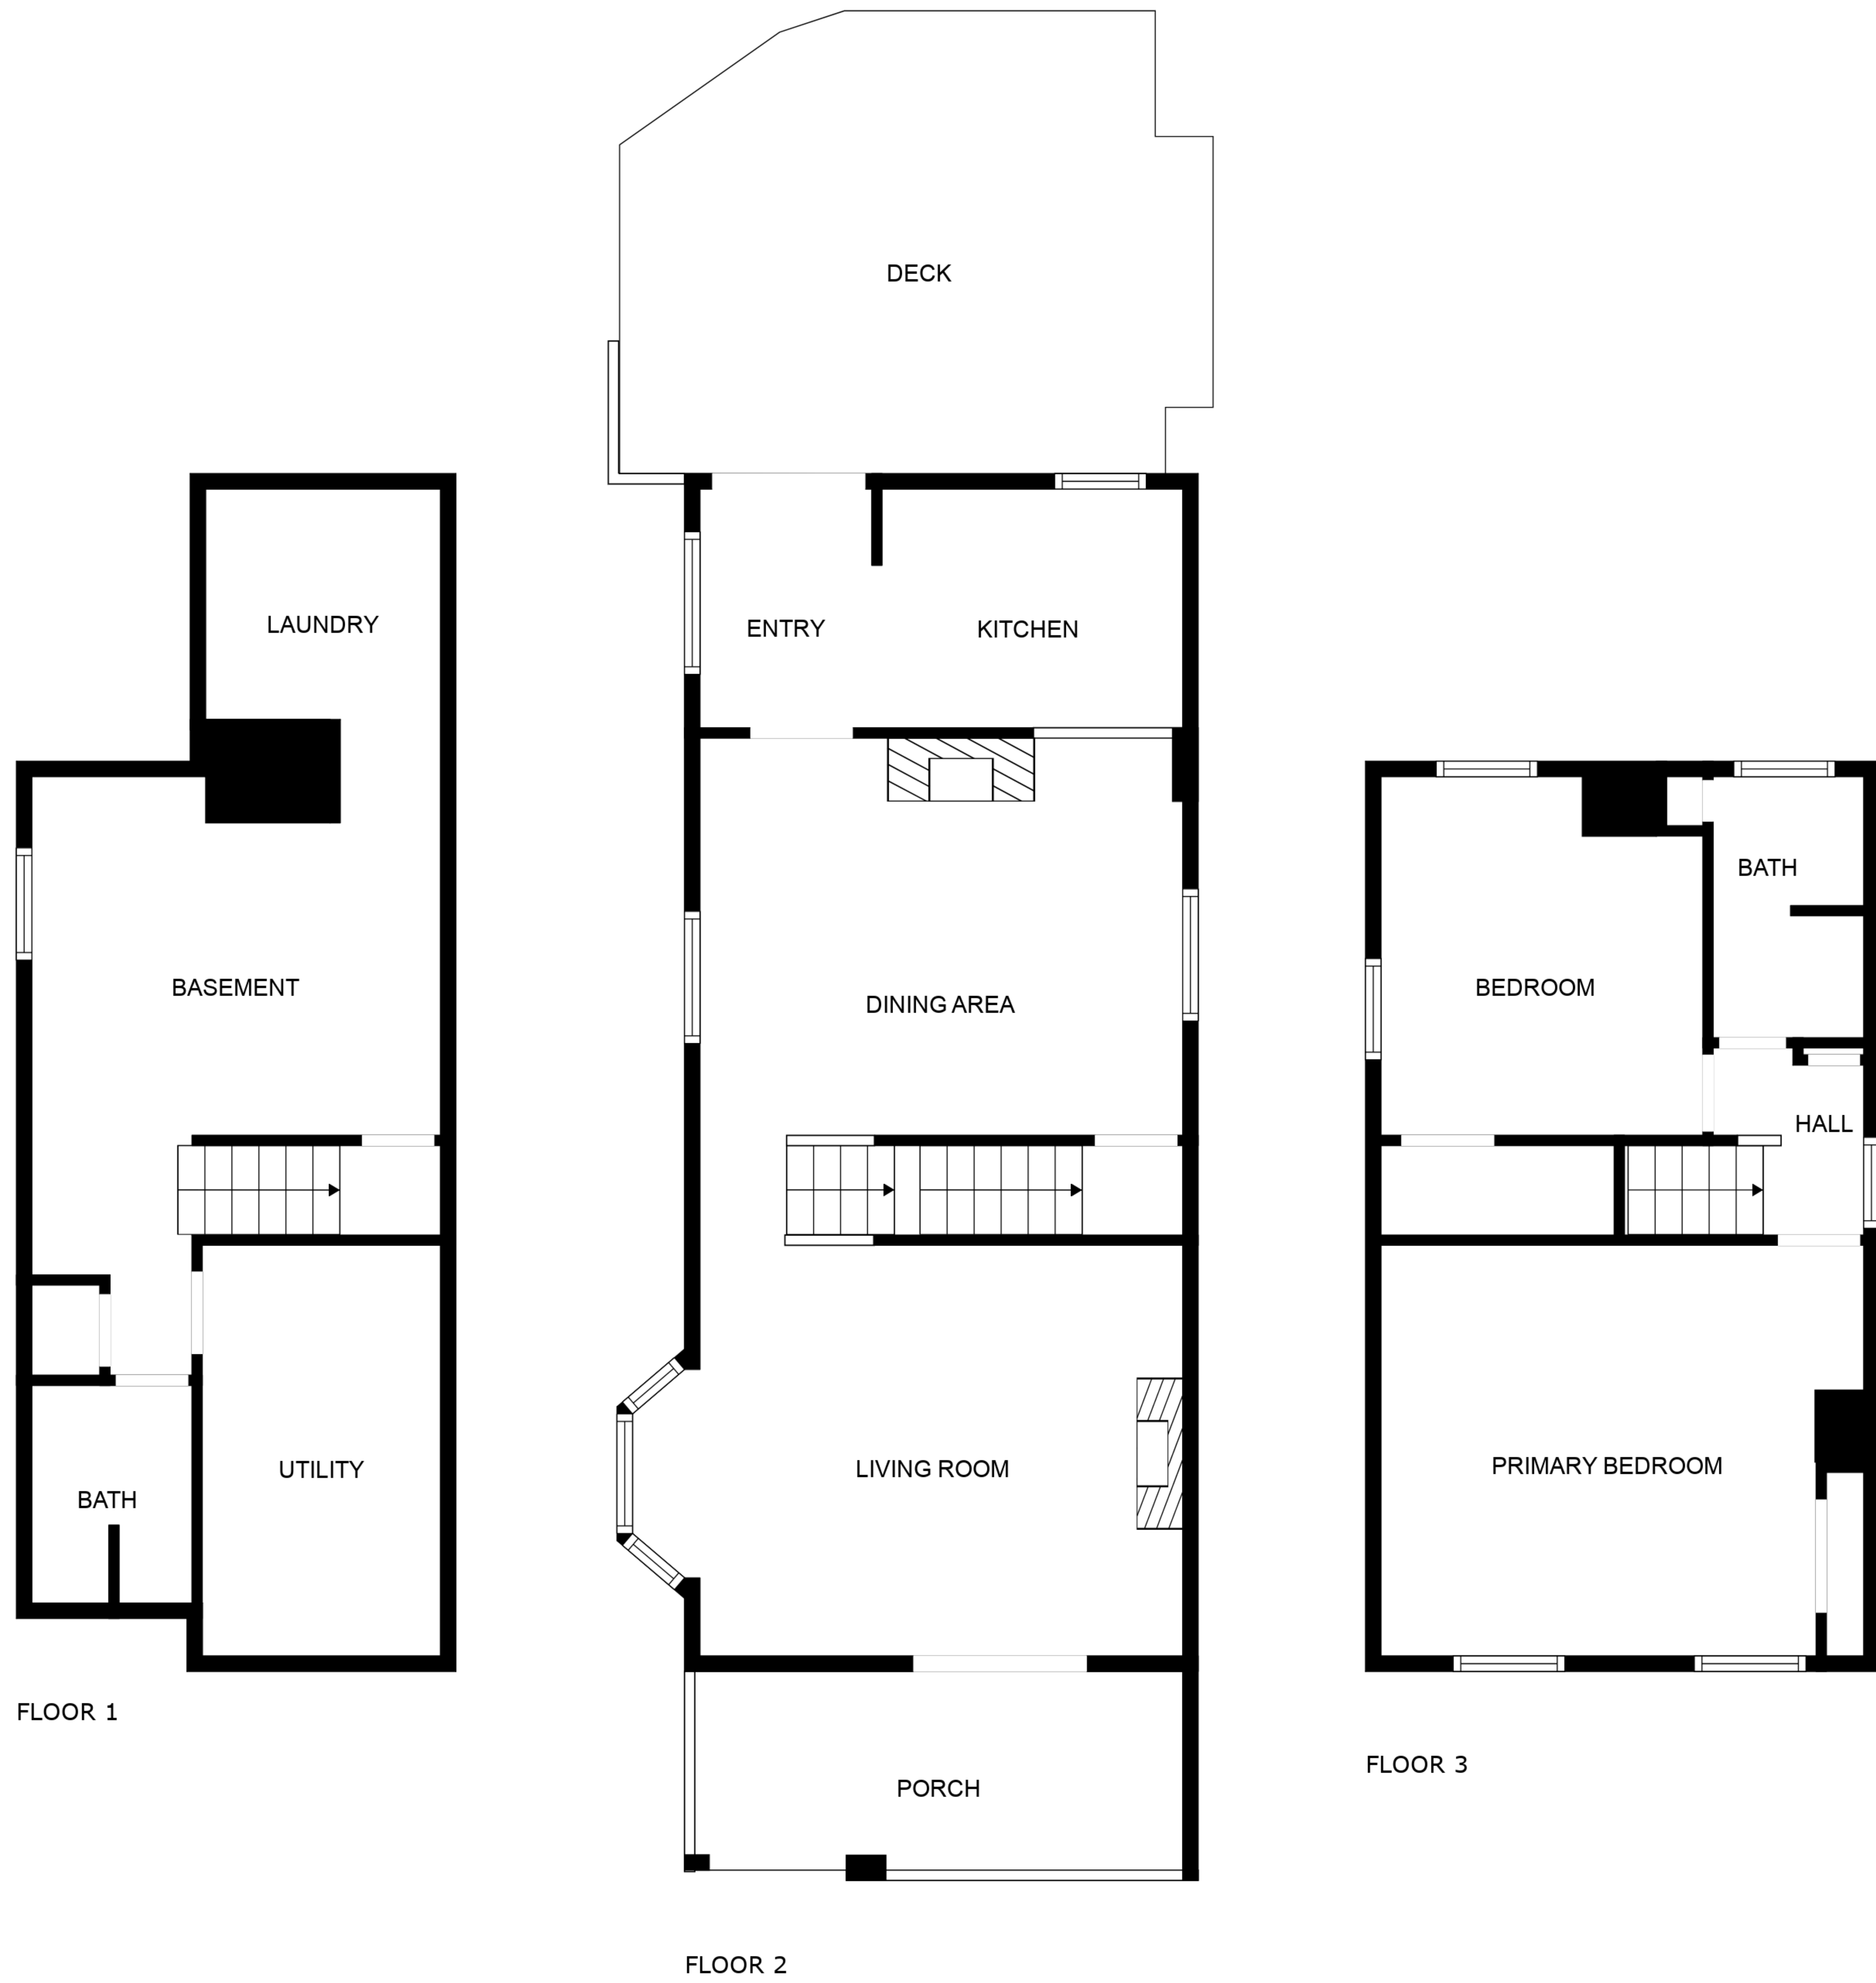 LAUNDRY
BASEMENT
UTILITY
BATH
FLOOR 1
DECK
ENTRY
KITCHEN
DINING AREA
LIVING ROOM
PORCH
FLOOR 2
BATH
BEDROOM
HALL
PRIMARY BEDROOM
FLOOR 3